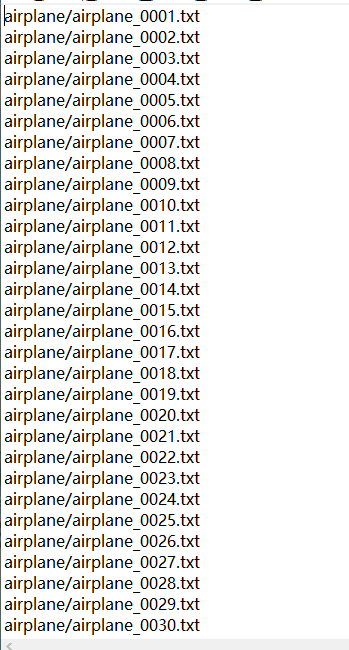 airplane/airplane_0001.txt
airplane/airplane_0002.txt
airplane/airplane_0003.txt
airplane/airplane_0004.txt
airplane/airplane_0005.txt
airplane/airplane_0006.txt
airplane/airplane_0007.txt
airplane/airplane_0008.txt
airplane/airplane_0009.txt
airplane/airplane_0010.txt
airplane/airplane_0011.txt
airplane/airplane_0012.txt
airplane/airplane_0013.txt
airplane/airplane_0014.txt
airplane/airplane_0015.txt
airplane/airplane_0016.txt
airplane/airplane_0017.txt
airplane/airplane_0018.txt
airplane/airplane_0019.txt
airplane/airplane_0020.txt
airplane/airplane_0021.txt
airplane/airplane_0022.txt
airplane/airplane_0023.txt
airplane/airplane_0024.txt
airplane/airplane_0025.txt
airplane/airplane_0026.txt
airplane/airplane_0027.txt
airplane/airplane_0028.txt
airplane/airplane_0029.txt
airplane/airplane_0030.txt